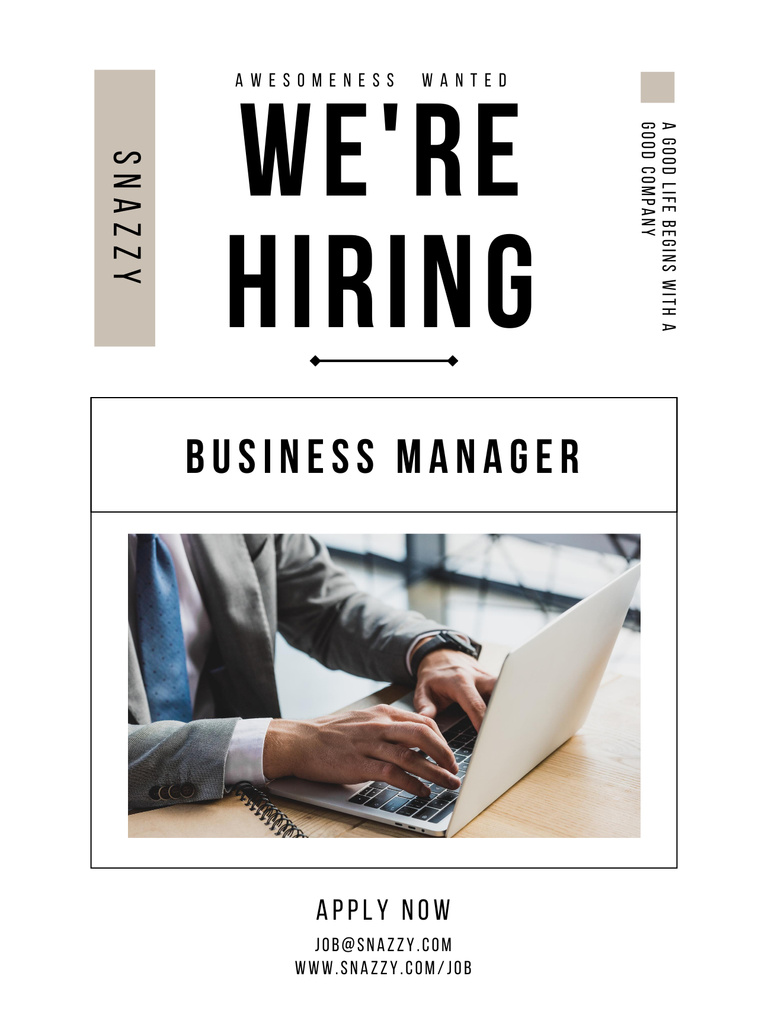 AWESOMENESS WANTED
WE'RE
HIRING
SNAZZY
A GOOD LIFE BEGINS WITH A
GOOD COMPANY
BUSINESS MANAGER
APPLY NOW
JOB@SNAZZY.COM
WWW.SNAZZY.COM/JOB